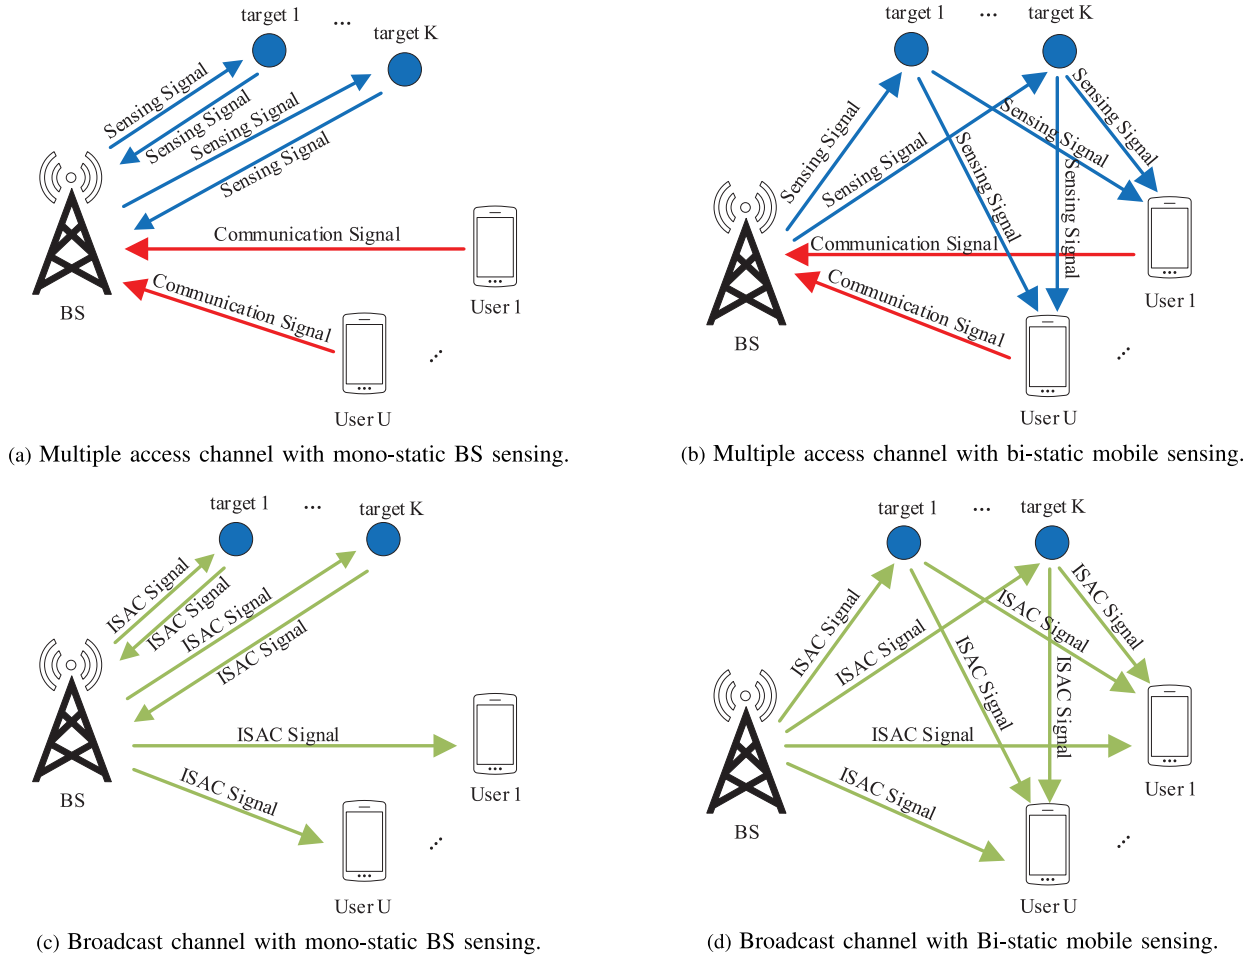 target 1 ... target K
Sensing Signal
Sensing Signal
Sensing Signal
Sensing Signal
Communication Signal
Communication Signal
BS
User 1
User U
...
(a) Multiple access channel with mono-static BS sensing.
target 1 ... target K
Sensing Signal
Sensing Signal
Sensing Signal
Sensing Signal
Sensing Signal
Sensing Signal
Communication Signal
Communication Signal
BS
User 1
User U
...
(b) Multiple access channel with bi-static mobile sensing.
target 1 ... target K
ISAC Signal
ISAC Signal
ISAC Signal
ISAC Signal
ISAC Signal
ISAC Signal
BS
User 1
User U
...
(c) Broadcast channel with mono-static BS sensing.
target 1 ... target K
ISAC Signal
ISAC Signal
ISAC Signal
ISAC Signal
ISAC Signal
ISAC Signal
ISAC Signal
ISAC Signal
BS
User 1
User U
...
(d) Broadcast channel with Bi-static mobile sensing.